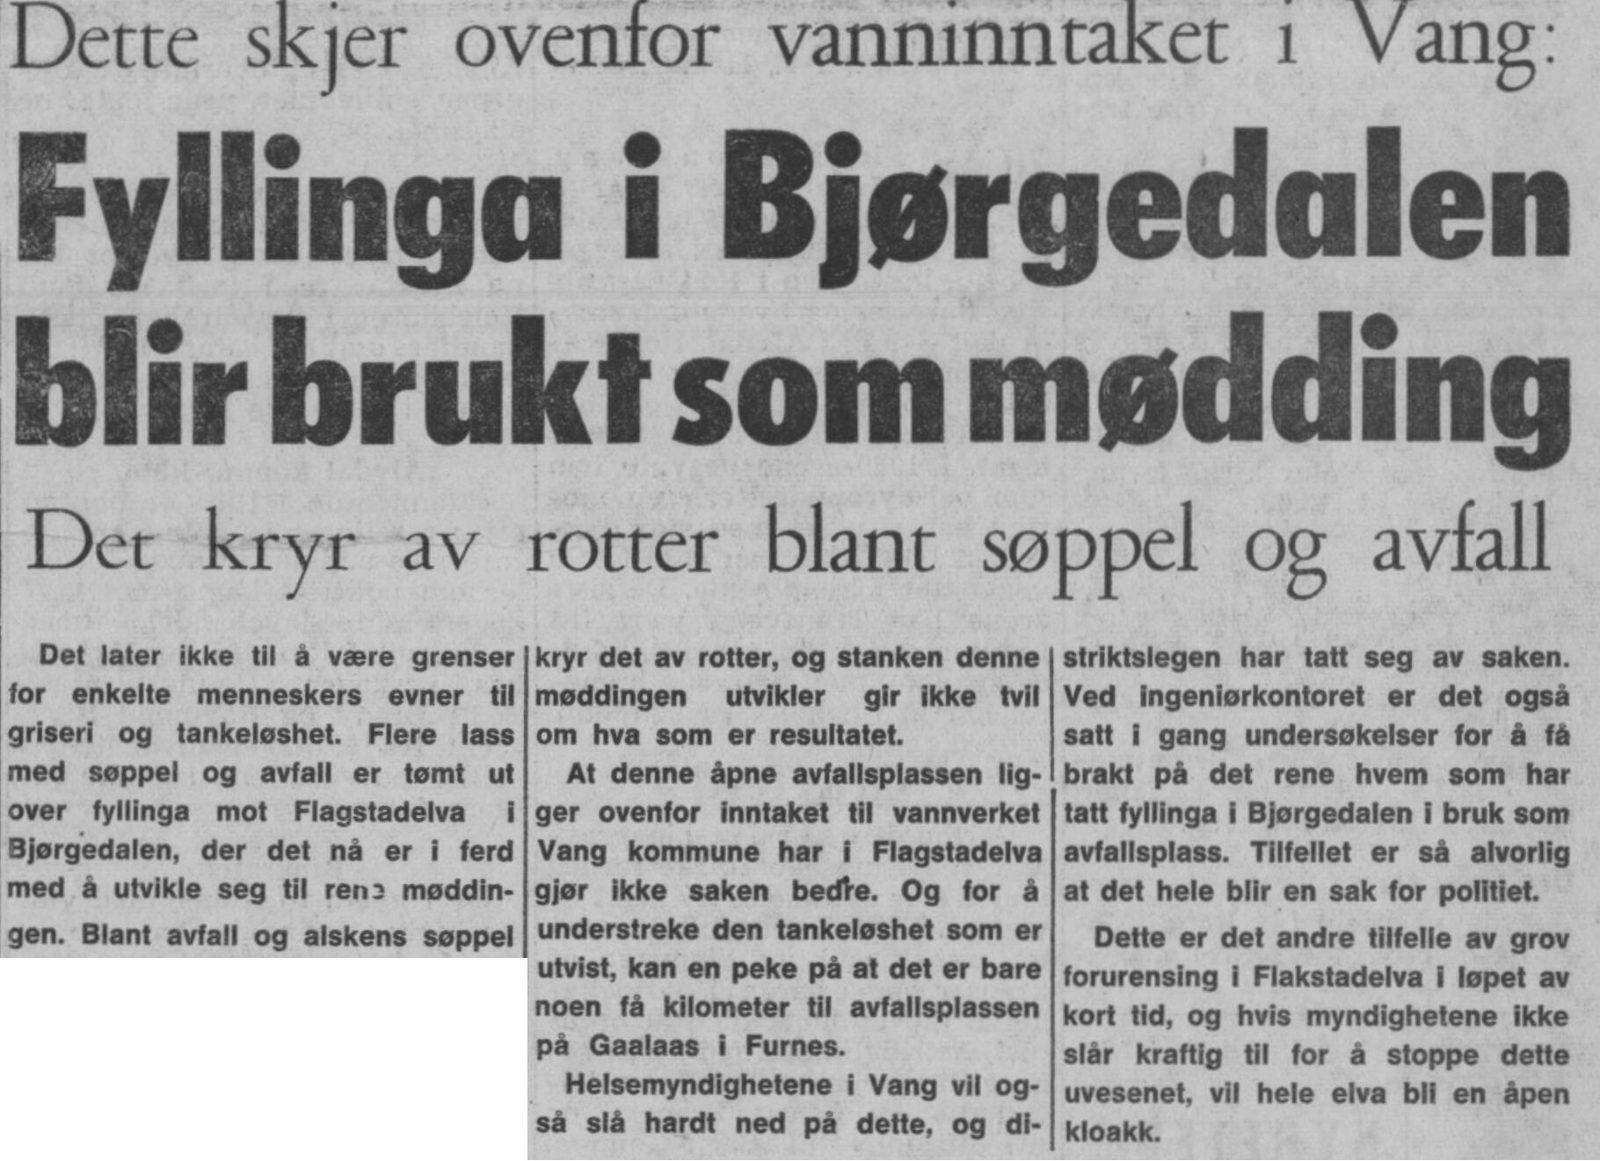 Dette skjer ovenfor vanninntaket i Vang:
Fyllinga i Bjørgedalen
blir brukt som mødding
Det kryr av rotter blant søppel og avfall
Det later ikke til å være grenser
for enkelte menneskers evner til
griseri og tankeløshet. Flere lass
med søppel og avfall er tømt ut
over fyllinga mot Flagstadelva i
Bjørgedalen, der det nå er i ferd
med å utvikle seg til rene møddin-
gen. Blant avfall og alskens søppel
kryr det av rotter, og stanken denne
møddingen utvikler gir ikke tvil
om hva som er resultatet.
At denne åpne avfallsplassen lig-
ger ovenfor inntaket til vannverket
Vang kommune har i Flagstadelva
gjør ikke saken bedre. Og for å
understreke den tankeløshet som er
utvist, kan en peke på at det er bare
noen få kilometer til avfallsplassen
på Gaalaas i Furnes.
Helsemyndighetene i Vang vil og-
så slå hardt ned på dette, og di-
striktslegen har tatt seg av saken.
Ved ingeniørkontoret er det også
satt i gang undersøkelser for å få
brakt på det rene hvem som har
tatt fyllinga i Bjørgedalen i bruk som
avfallsplass. Tilfellet er så alvorlig
at det hele blir en sak for politiet.
Dette er det andre tilfelle av grov
forurensing i Flakstadelva i løpet av
kort tid, og hvis myndighetene ikke
slår kraftig til for å stoppe dette
uvesenet, vil hele elva bli en åpen
kloakk.